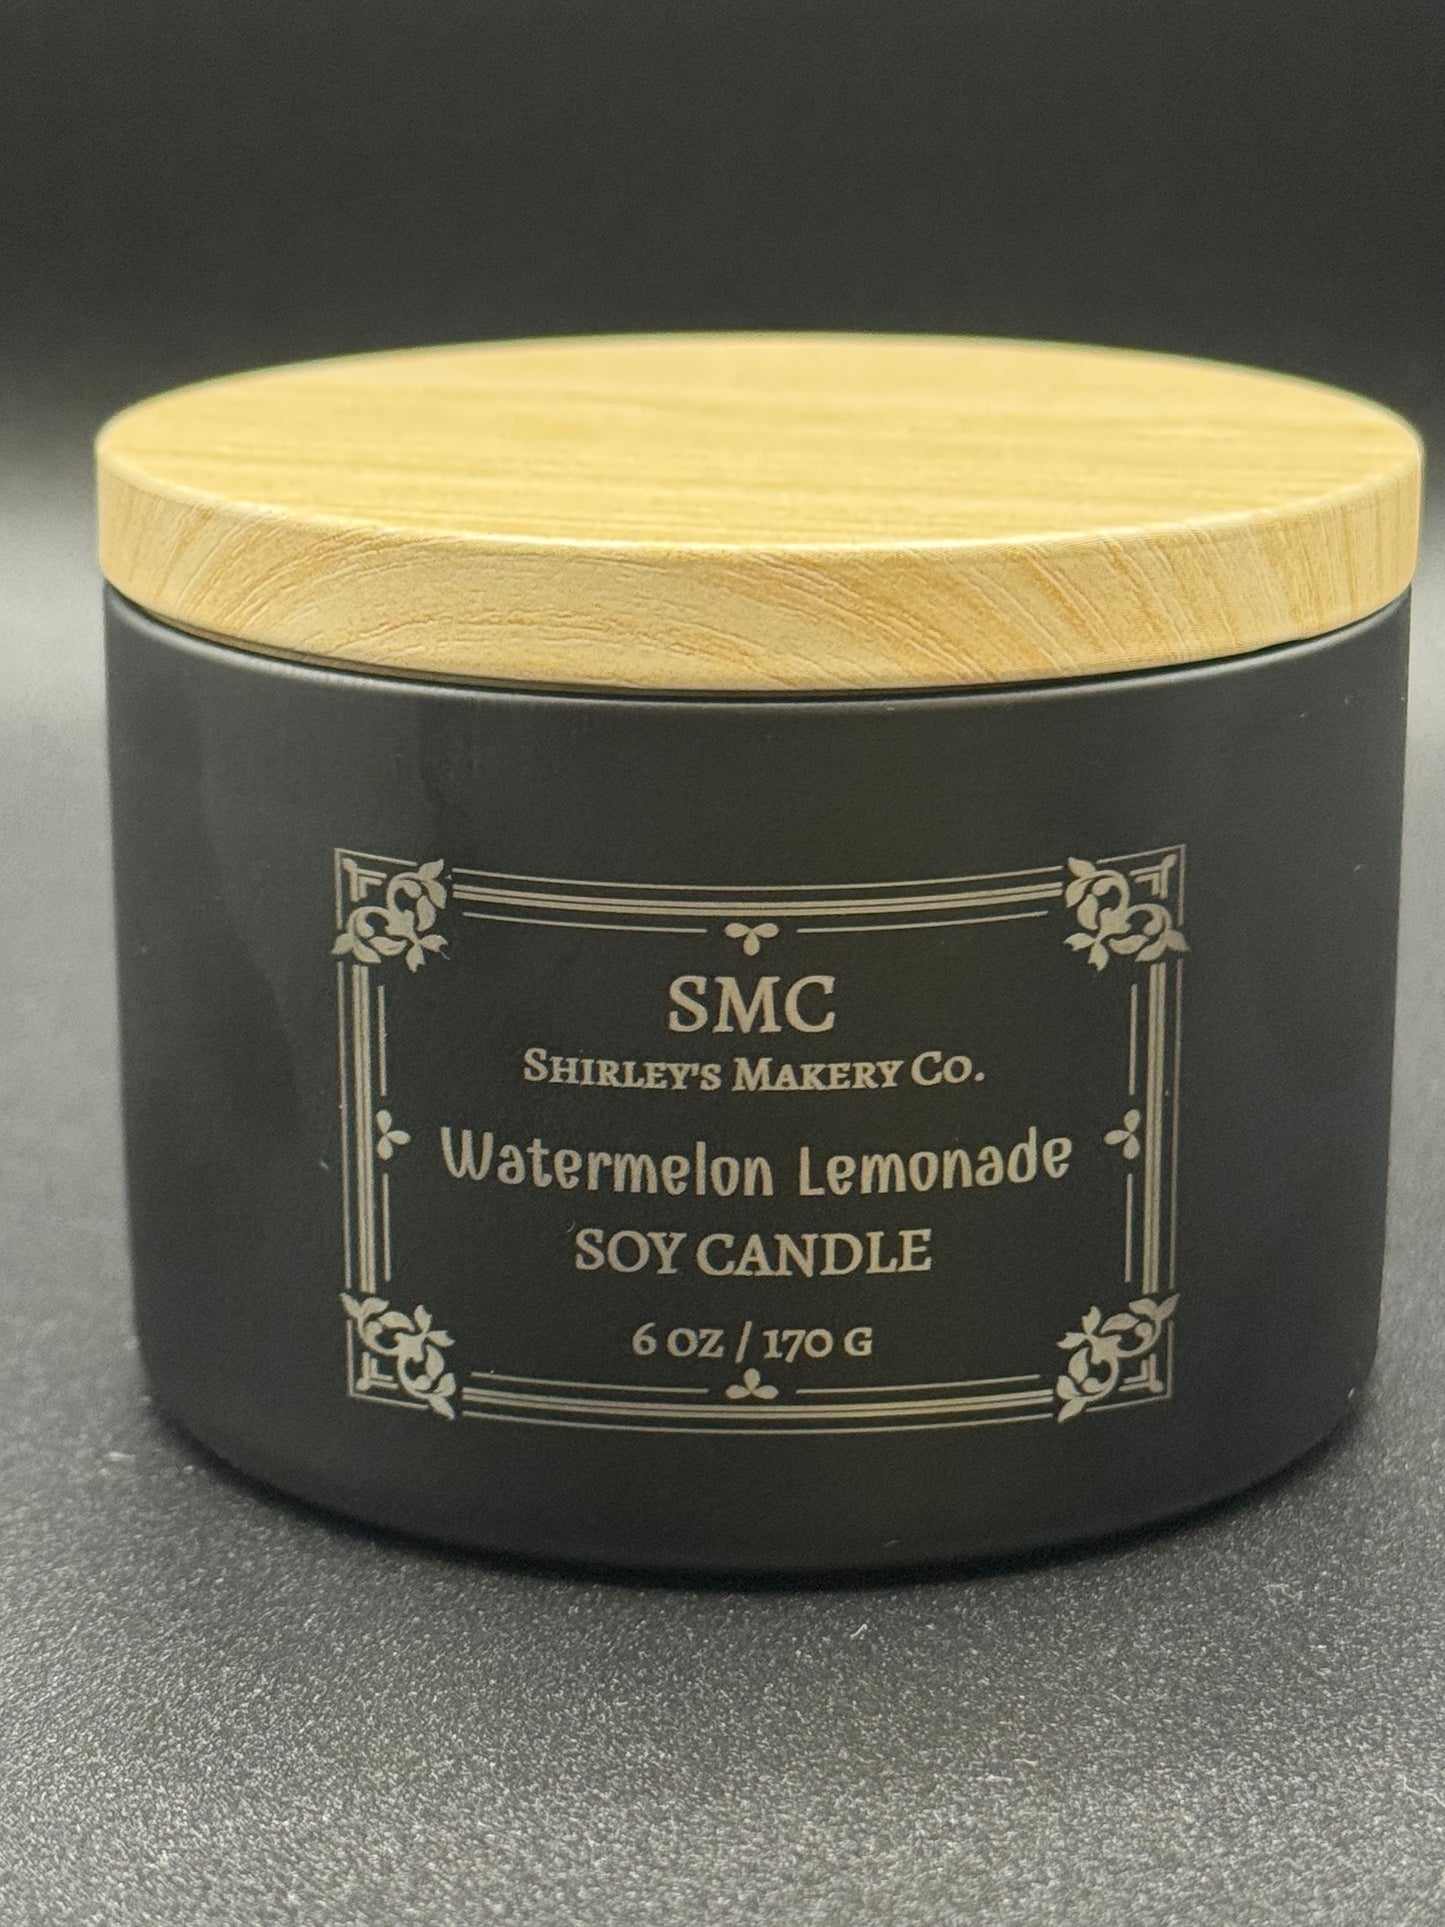 SMC
Shirley's Makery Co.
Watermelon Lemonade
SOY CANDLE
6 OZ / 170 G